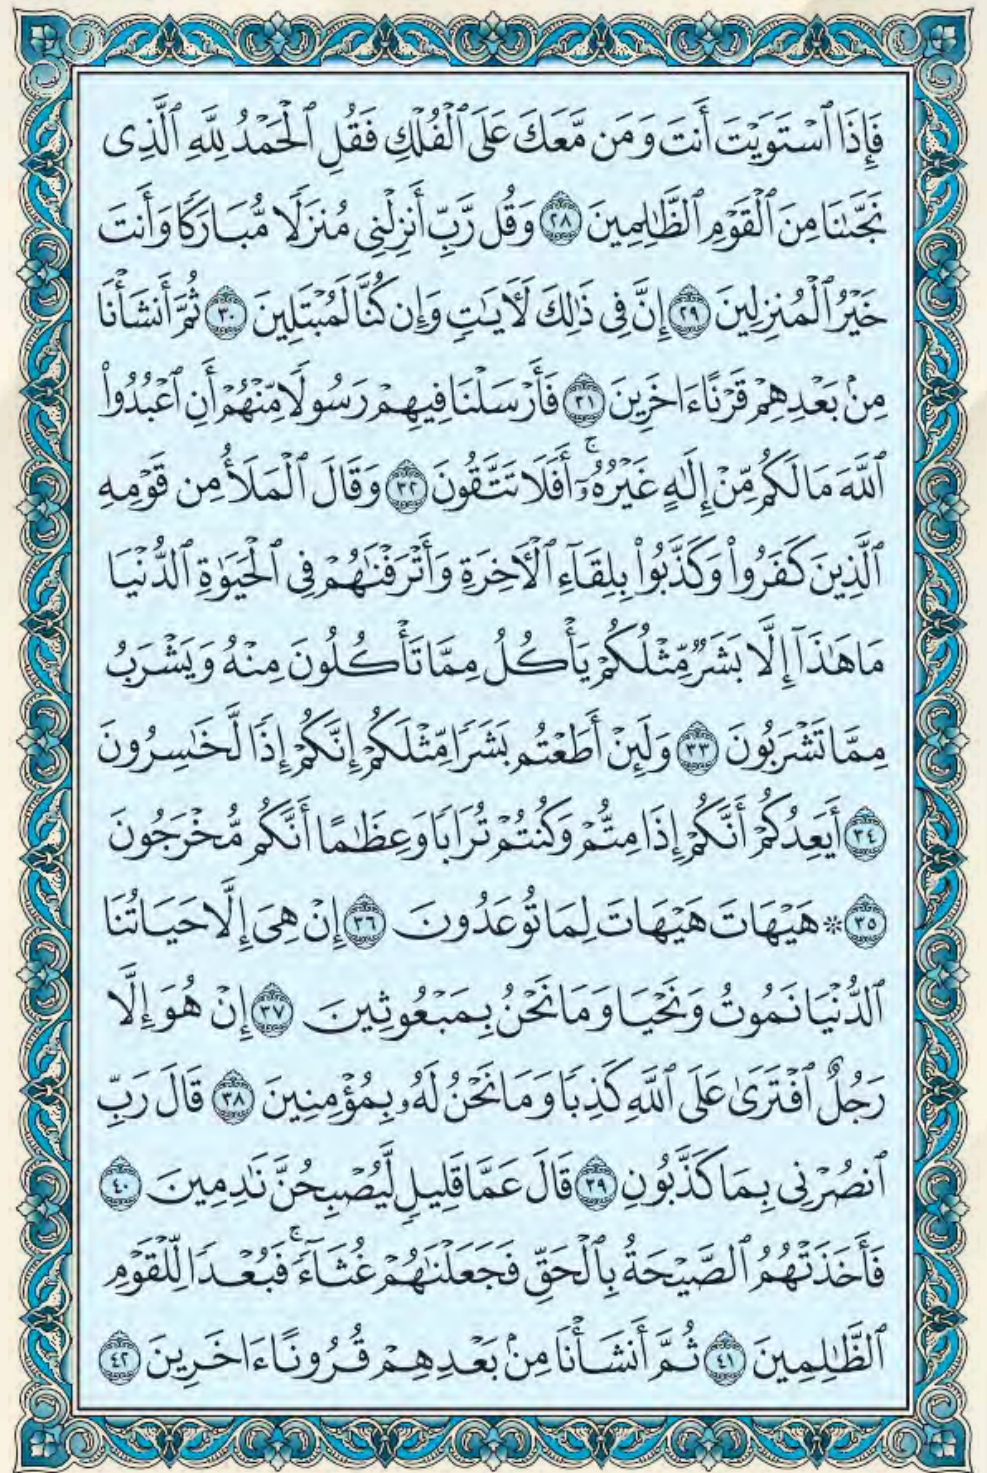 فَإِذَا ٱسْتَوَيْتَ أَنتَ وَمَن مَّعَكَ عَلَى ٱلْفُلْكِ فَقُلِ ٱلْحَمْدُ لِلَّهِ ٱلَّذِى
نَجَّىٰنَا مِنَ ٱلْقَوْمِ ٱلظَّٰلِمِينَ ٢٨ وَقُل رَّبِّ أَنزِلْنِى مُنزَلًا مُّبَارَكًا وَأَنتَ
خَيْرُ ٱلْمُنزِلِينَ ٢٩ إِنَّ فِى ذَٰلِكَ لَءَايَٰتٍ وَإِن كُنَّا لَمُبْتَلِينَ ٣٠ ثُمَّ أَنشَأْنَا
مِنۢ بَعْدِهِمْ قَرْنًا ءَاخَرِينَ ٣١ فَأَرْسَلْنَا فِيهِمْ رَسُولًا مِّنْهُمْ أَنِ ٱعْبُدُوا۟
ٱللَّهَ مَا لَكُم مِّنْ إِلَٰهٍ غَيْرُهُۥٓ ۚ أَفَلَا تَتَّقُونَ ٣٢ وَقَالَ ٱلْمَلَأُ مِن قَوْمِهِ
ٱلَّذِينَ كَفَرُوا۟ وَكَذَّبُوا۟ بِلِقَآءِ ٱلْءَاخِرَةِ وَأَتْرَفْنَٰهُمْ فِى ٱلْحَيَوٰةِ ٱلدُّنْيَا
مَا هَٰذَآ إِلَّا بَشَرٌ مِّثْلُكُمْ يَأْكُلُ مِمَّا تَأْكُلُونَ مِنْهُ وَيَشْرَبُ
مِمَّا تَشْرَبُونَ ٣٣ وَلَئِنْ أَطَعْتُم بَشَرًا مِّثْلَكُمْ إِنَّكُمْ إِذًا لَّخَٰسِرُونَ
٣٤ أَيَعِدُكُمْ أَنَّكُمْ إِذَا مِتُّمْ وَكُنتُمْ تُرَابًا وَعِظَٰمًا أَنَّكُم مُّخْرَجُونَ
٣٥ * هَيْهَاتَ هَيْهَاتَ لِمَا تُوعَدُونَ ٣٦ إِنْ هِىَ إِلَّا حَيَاتُنَا
ٱلدُّنْيَا نَمُوتُ وَنَحْيَا وَمَا نَحْنُ بِمَبْعُوثِينَ ٣٧ إِنْ هُوَ إِلَّا
رَجُلٌ ٱفْتَرَىٰ عَلَى ٱللَّهِ كَذِبًا وَمَا نَحْنُ لَهُۥ بِمُؤْمِنِينَ ٣٨ قَالَ رَبِّ
ٱنصُرْنِى بِمَا كَذَّبُونِ ٣٩ قَالَ عَمَّا قَلِيلٍ لَّيُصْبِحُنَّ نَٰدِمِينَ ٤٠
فَأَخَذَتْهُمُ ٱلصَّيْحَةُ بِٱلْحَقِّ فَجَعَلْنَٰهُمْ غُثَآءً ۚ فَبُعْدًا لِّلْقَوْمِ
ٱلظَّٰلِمِينَ ٤١ ثُمَّ أَنشَأْنَا مِنۢ بَعْدِهِمْ قُرُونًا ءَاخَرِينَ ٤٢